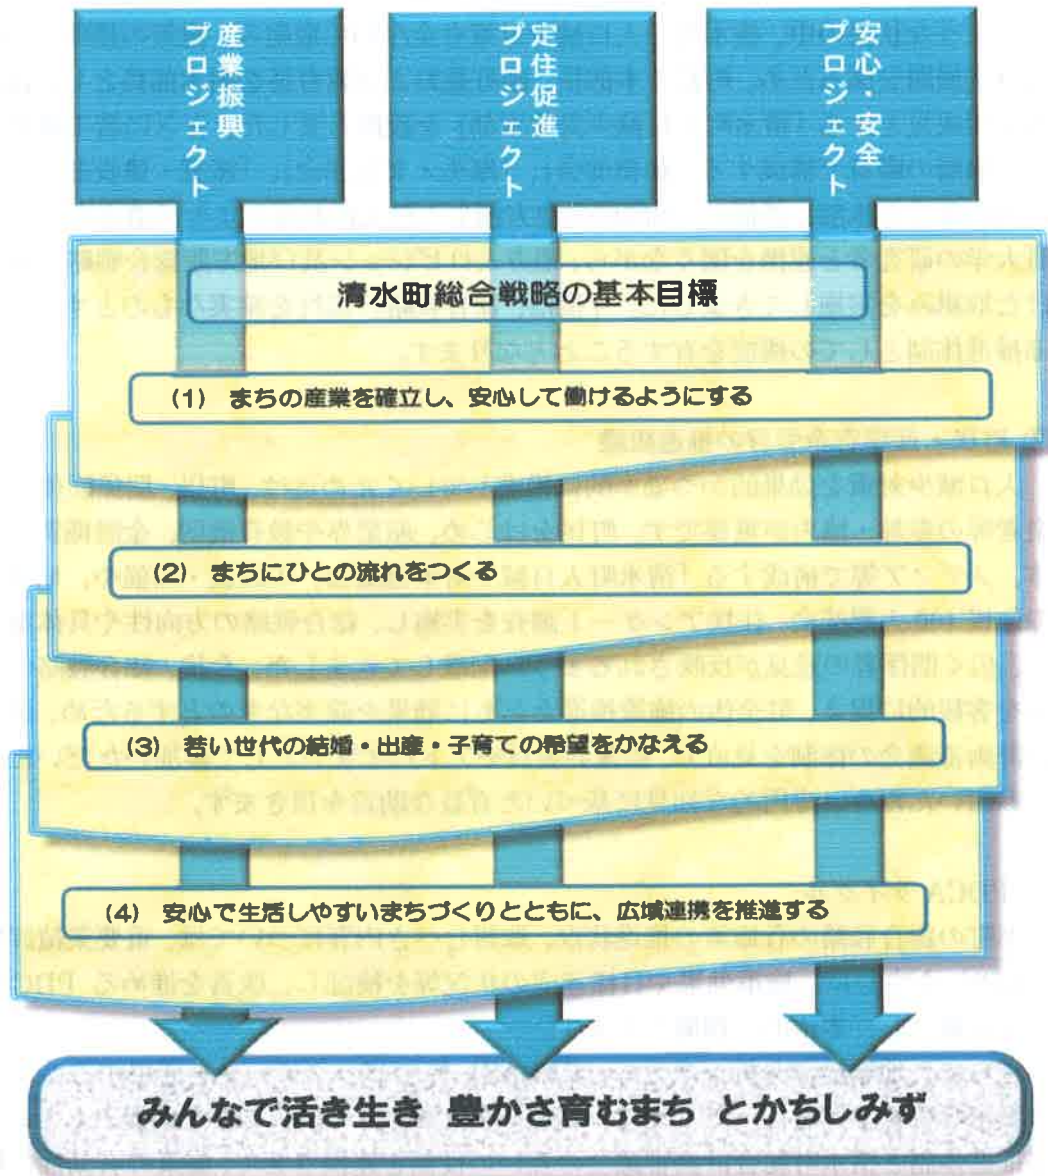 産業振興
プロジェクト
定住促進
プロジェクト
安心・安全
プロジェクト
清水町総合戦略の基本目標
(1) まちの産業を確立し、安心して働けるようにする
(2) まちにひとの流れをつくる
(3) 若い世代の結婚・出産・子育ての希望をかなえる
(4) 安心で生活しやすいまちづくりとともに、広域連携を推進する
みんなで活き生き 豊かさ育むまち とかちしみず